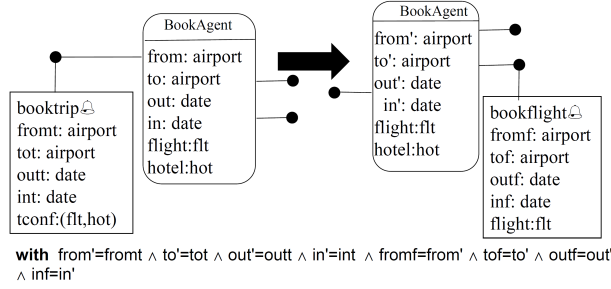 BookAgent
from: airport
to: airport
out: date
in: date
flight:flt
hotel:hot
booktrip
fromt: airport
tot: airport
outt: date
int: date
tconf:(flt,hot)
BookAgent
from': airport
to': airport
out': date
in': date
flight:flt
hotel:hot
bookflight
fromf: airport
tof: airport
outf: date
inf: date
flight:flt
with from'=fromt ∧ to'=tot ∧ out'=outt ∧ in'=int ∧ fromf=from' ∧ tof=to' ∧ outf=out'
∧ inf=in'